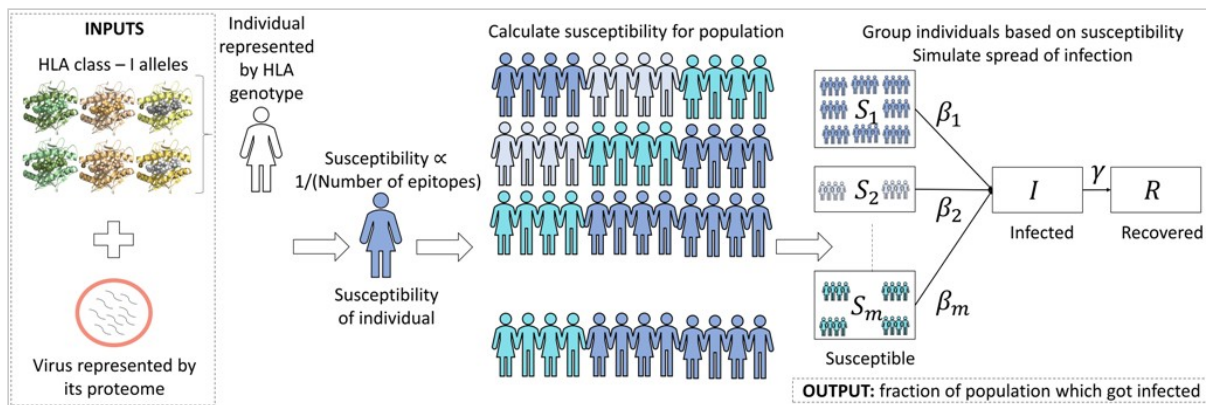 INPUTS
HLA class – I alleles
Virus represented by
its proteome
Individual
represented
by HLA
genotype
Susceptibility ∝
1/(Number of epitopes)
Susceptibility
of individual
Calculate susceptibility for population
Group individuals based on susceptibility
Simulate spread of infection
S₁
β₁
S₂
β₂
Sₘ
βₘ
Susceptible
I
Infected
γ
R
Recovered
OUTPUT: fraction of population which got infected